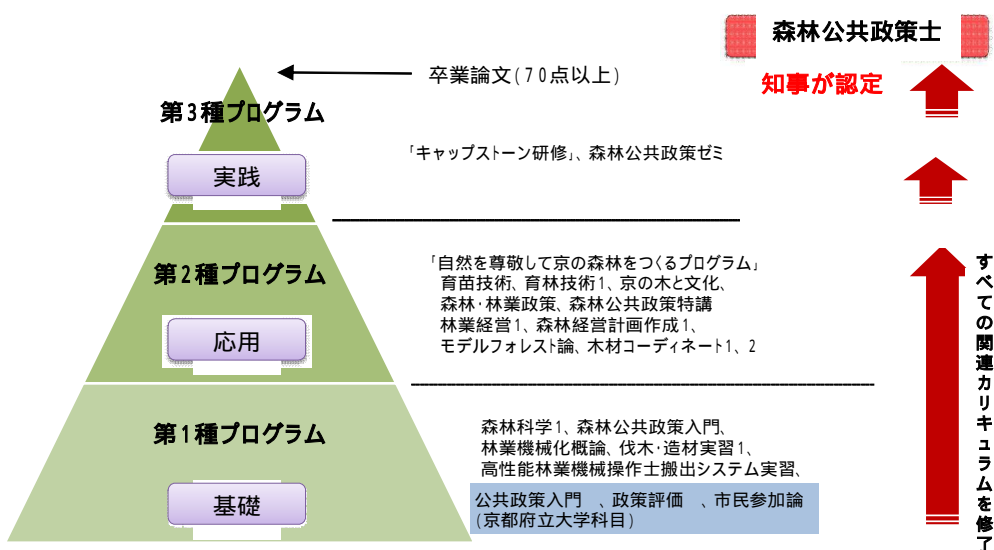 森林公共政策士
知事が認定
卒業論文(70点以上)
第3種プログラム
「キャップストーン研修」、森林公共政策ゼミ
実践
第2種プログラム
「自然を尊敬して京の森林をつくるプログラム」
育苗技術、育林技術1、京の木と文化、
森林・林業政策、森林公共政策特講
林業経営1、森林経営計画作成1、
モデルフォレスト論、木材コーディネート1、2
応用
第1種プログラム
森林科学1、森林公共政策入門、
林業機械化概論、伐木・造材実習1、
高性能林業機械操作士搬出システム実習、
公共政策入門　、政策評価　、市民参加論
(京都府立大学科目)
基礎
すべての関連カリキュラムを修了